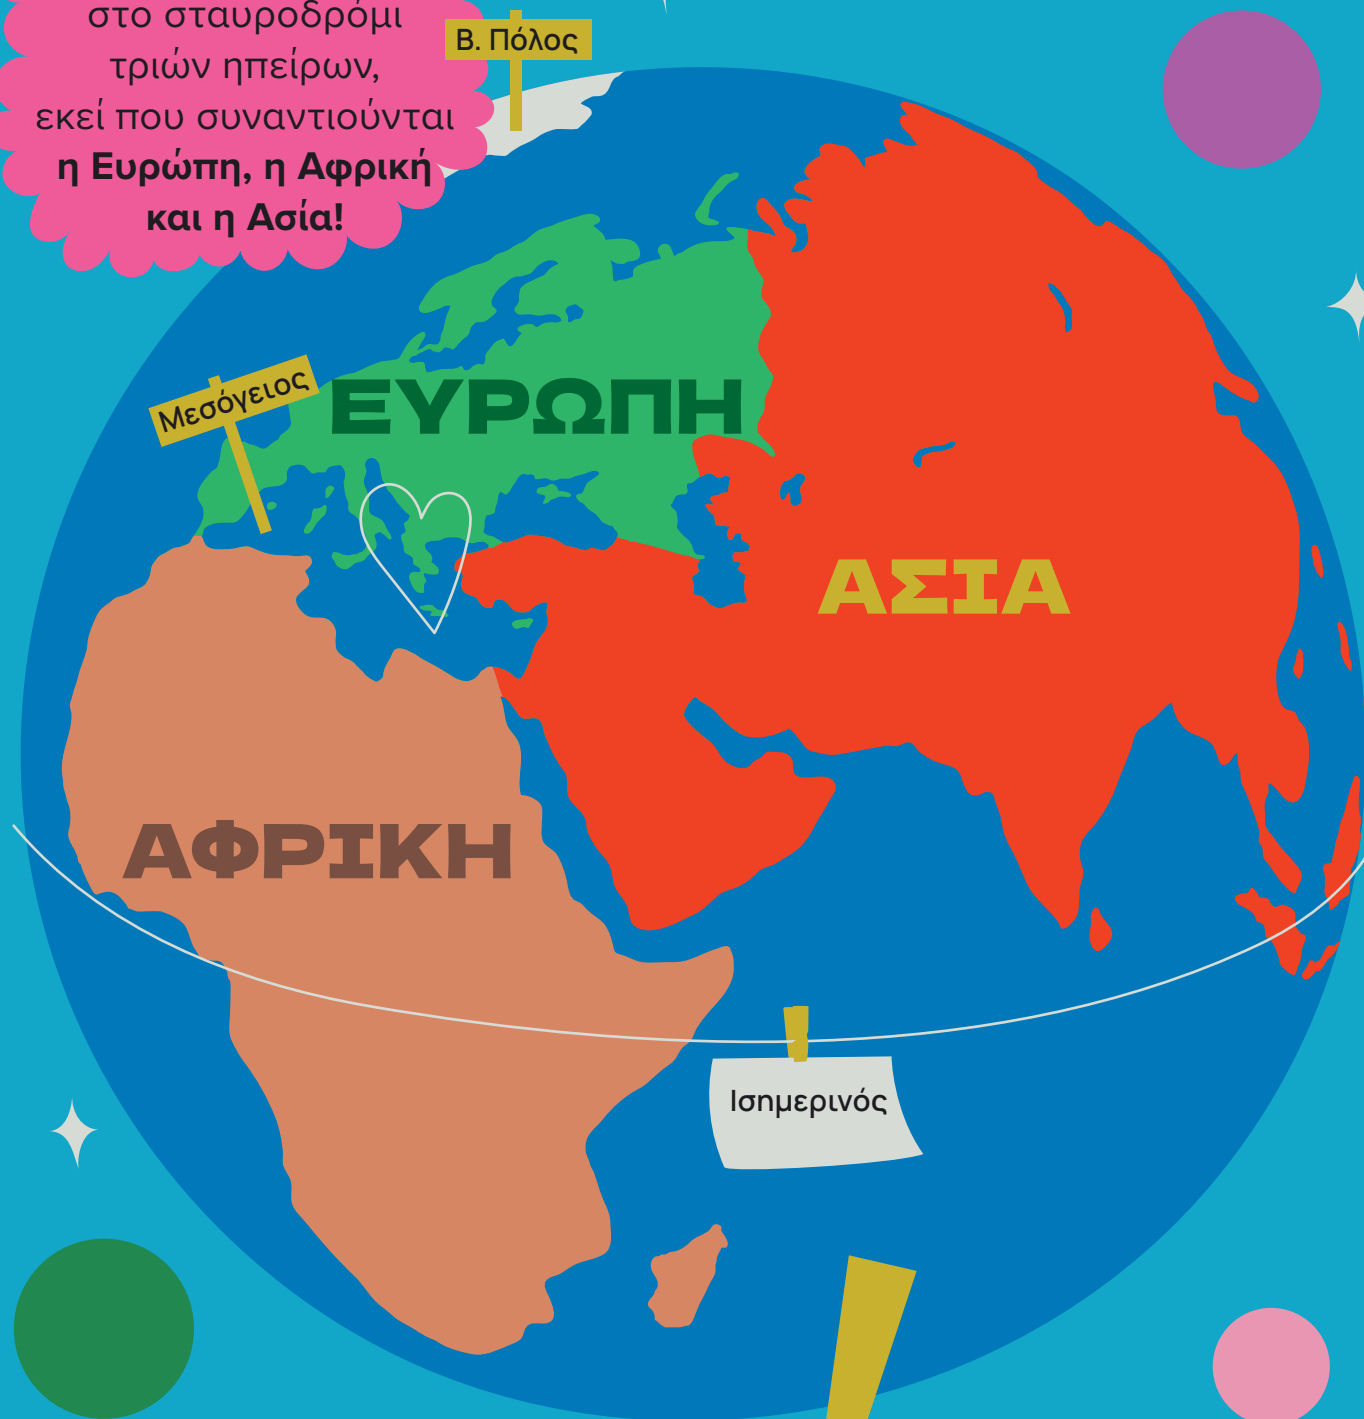 στο σταυροδρόμι
τριών ηπείρων,
εκεί που συναντιούνται
η Ευρώπη, η Αφρική
και η Ασία!
Β. Πόλος
Μεσόγειος
ΕΥΡΩΠΗ
ΑΣΙΑ
ΑΦΡΙΚΗ
Ισημερινός